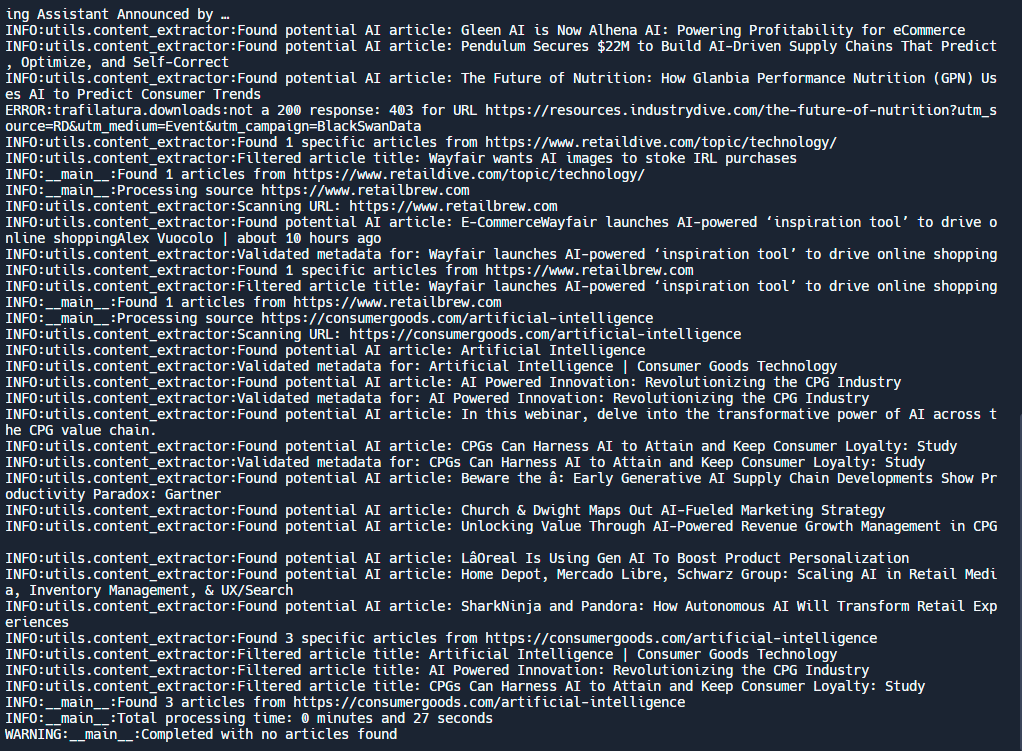 ing Assistant Announced by …
INFO:utils.content_extractor:Found potential AI article: Gleen AI is Now Alhena AI: Powering Profitability for eCommerce
INFO:utils.content_extractor:Found potential AI article: Pendulum Secures $22M to Build AI-Driven Supply Chains That Predict
, Optimize, and Self-Correct
INFO:utils.content_extractor:Found potential AI article: The Future of Nutrition: How Glanbia Performance Nutrition (GPN) Us
es AI to Predict Consumer Trends
ERROR:trafilatura.downloads:not a 200 response: 403 for URL https://resources.industrydive.com/the-future-of-nutrition?utm_s
ource=RD&utm_medium=Event&utm_campaign=BlackSwanData
INFO:utils.content_extractor:Found 1 specific articles from https://www.retaildive.com/topic/technology/
INFO:utils.content_extractor:Filtered article title: Wayfair wants AI images to stoke IRL purchases
INFO:__main__:Found 1 articles from https://www.retaildive.com/topic/technology/
INFO:__main__:Processing source https://www.retailbrew.com
INFO:utils.content_extractor:Scanning URL: https://www.retailbrew.com
INFO:utils.content_extractor:Found potential AI article: E-CommerceWayfair launches AI-powered ‘inspiration tool’ to drive o
nline shoppingAlex Vuocolo | about 10 hours ago
INFO:utils.content_extractor:Validated metadata for: Wayfair launches AI-powered ‘inspiration tool’ to drive online shopping
INFO:utils.content_extractor:Found 1 specific articles from https://www.retailbrew.com
INFO:utils.content_extractor:Filtered article title: Wayfair launches AI-powered ‘inspiration tool’ to drive online shopping
INFO:__main__:Found 1 articles from https://www.retailbrew.com
INFO:__main__:Processing source https://consumergoods.com/artificial-intelligence
INFO:utils.content_extractor:Scanning URL: https://consumergoods.com/artificial-intelligence
INFO:utils.content_extractor:Found potential AI article: Artificial Intelligence
INFO:utils.content_extractor:Validated metadata for: Artificial Intelligence | Consumer Goods Technology
INFO:utils.content_extractor:Found potential AI article: AI Powered Innovation: Revolutionizing the CPG Industry
INFO:utils.content_extractor:Validated metadata for: AI Powered Innovation: Revolutionizing the CPG Industry
INFO:utils.content_extractor:Found potential AI article: In this webinar, delve into the transformative power of AI across t
he CPG value chain.
INFO:utils.content_extractor:Found potential AI article: CPGs Can Harness AI to Attain and Keep Consumer Loyalty: Study
INFO:utils.content_extractor:Validated metadata for: CPGs Can Harness AI to Attain and Keep Consumer Loyalty: Study
INFO:utils.content_extractor:Found potential AI article: Beware the â: Early Generative AI Supply Chain Developments Show Pr
oductivity Paradox: Gartner
INFO:utils.content_extractor:Found potential AI article: Church & Dwight Maps Out AI-Fueled Marketing Strategy
INFO:utils.content_extractor:Found potential AI article: Unlocking Value Through AI-Powered Revenue Growth Management in CPG
INFO:utils.content_extractor:Found potential AI article: LâOreal Is Using Gen AI To Boost Product Personalization
INFO:utils.content_extractor:Found potential AI article: Home Depot, Mercado Libre, Schwarz Group: Scaling AI in Retail Medi
a, Inventory Management, & UX/Search
INFO:utils.content_extractor:Found potential AI article: SharkNinja and Pandora: How Autonomous AI Will Transform Retail Exp
eriences
INFO:utils.content_extractor:Found 3 specific articles from https://consumergoods.com/artificial-intelligence
INFO:utils.content_extractor:Filtered article title: Artificial Intelligence | Consumer Goods Technology
INFO:utils.content_extractor:Filtered article title: AI Powered Innovation: Revolutionizing the CPG Industry
INFO:utils.content_extractor:Filtered article title: CPGs Can Harness AI to Attain and Keep Consumer Loyalty: Study
INFO:__main__:Found 3 articles from https://consumergoods.com/artificial-intelligence
INFO:__main__:Total processing time: 0 minutes and 27 seconds
WARNING:__main__:Completed with no articles found